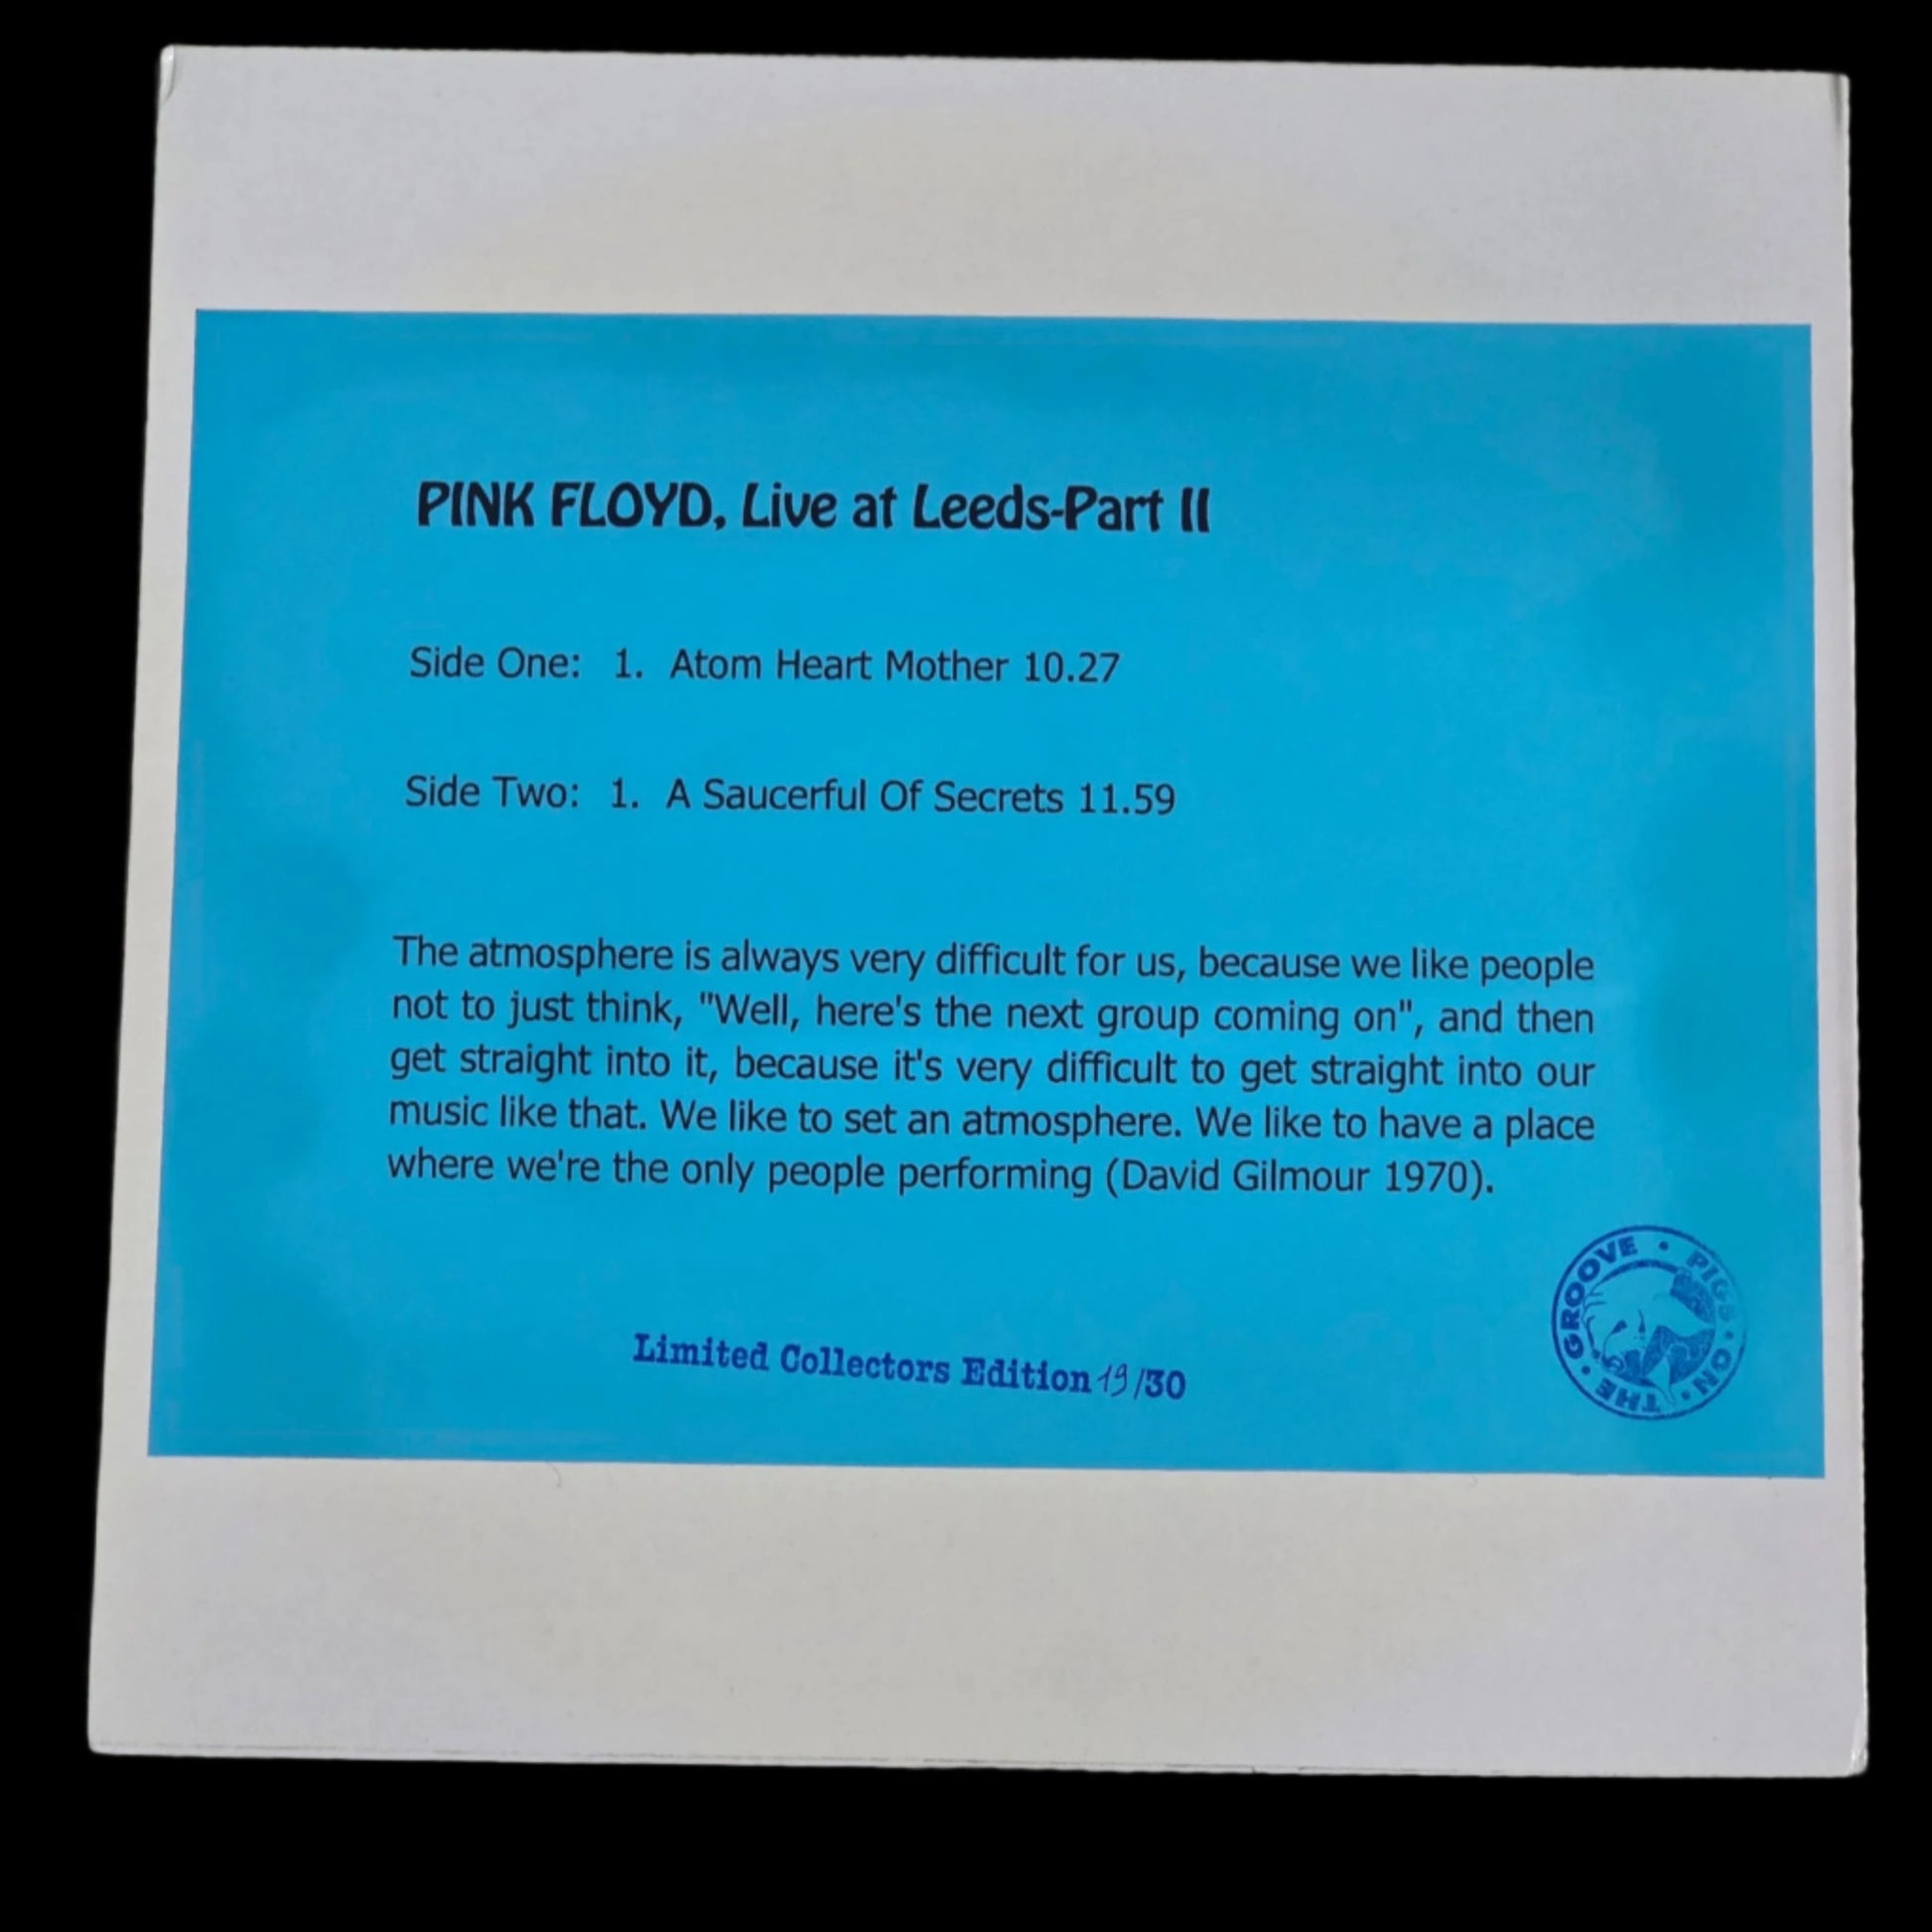 PINK FLOYD, Live at Leeds-Part II
Side One: 1. Atom Heart Mother 10.27
Side Two: 1. A Saucerful Of Secrets 11.59
The atmosphere is always very difficult for us, because we like people
not to just think, "Well, here's the next group coming on", and then
get straight into it, because it's very difficult to get straight into our
music like that. We like to set an atmosphere. We like to have a place
where we're the only people performing (David Gilmour 1970).
Limited Collectors Edition 19/30
PIGS • ON • THE • GROOVE •